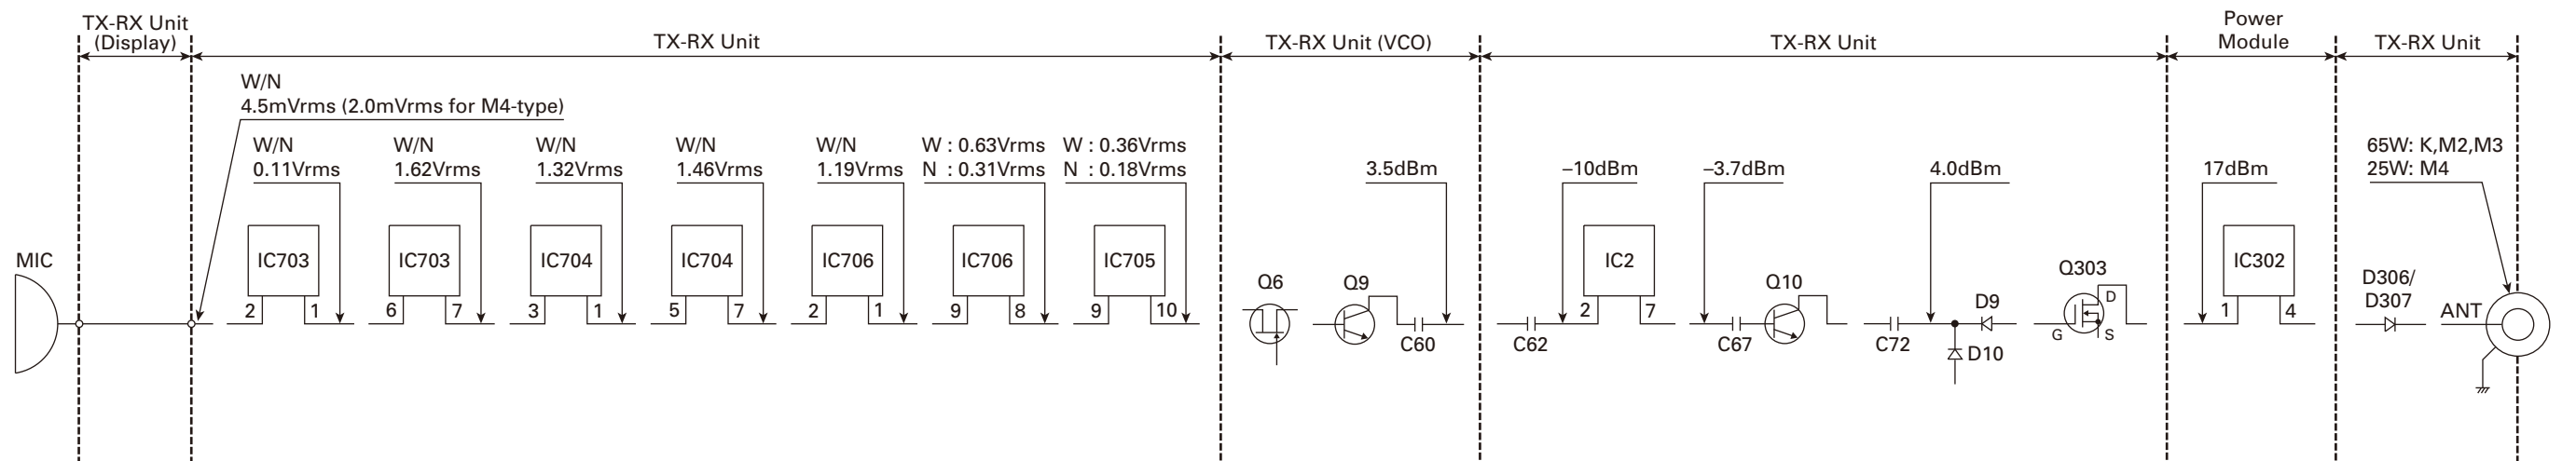 TX-RX Unit
(Display)
TX-RX Unit
TX-RX Unit (VCO)
TX-RX Unit
Power
Module
TX-RX Unit
W/N
4.5mVrms (2.0mVrms for M4-type)
W/N
0.11Vrms
W/N
1.62Vrms
W/N
1.32Vrms
W/N
1.46Vrms
W/N
1.19Vrms
W : 0.63Vrms
N : 0.31Vrms
W : 0.36Vrms
N : 0.18Vrms
3.5dBm
–10dBm
–3.7dBm
4.0dBm
17dBm
65W: K,M2,M3
25W: M4
MIC
IC703
2 1
IC703
6 7
IC704
3 1
IC704
5 7
IC706
2 1
IC706
9 8
IC705
9 10
Q6
Q9
C60
C62
IC2
2 7
C67
Q10
C72
D9
D10
Q303
D
G
S
IC302
1 4
D306/
D307
ANT